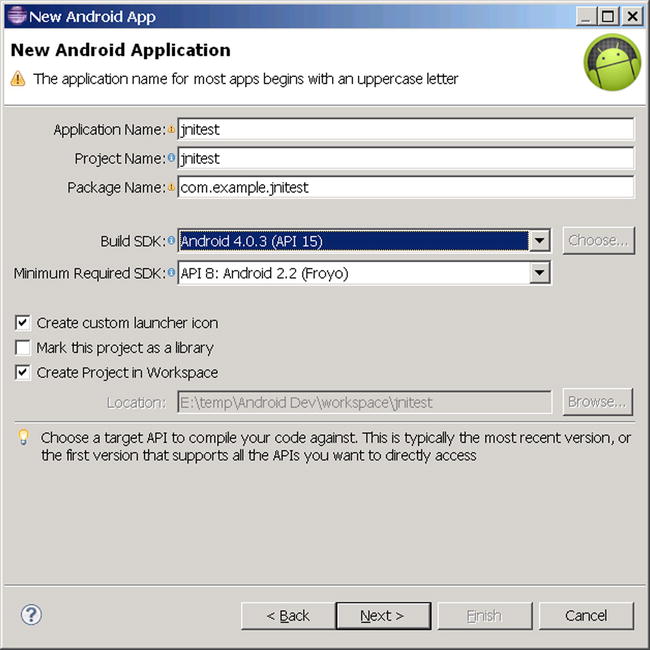 New Android App
New Android Application
The application name for most apps begins with an uppercase letter
Application Name: jnitest
Project Name: jnitest
Package Name: com.example.jnitest
Build SDK: Android 4.0.3 (API 15) Choose...
Minimum Required SDK: API 8: Android 2.2 (Froyo)
Create custom launcher icon
Mark this project as a library
Create Project in Workspace
Location: E:\temp\Android Dev\workspace\jnitest Browse...
Choose a target API to compile your code against. This is typically the most recent version, or
the first version that supports all the APIs you want to directly access
? < Back Next > Finish Cancel